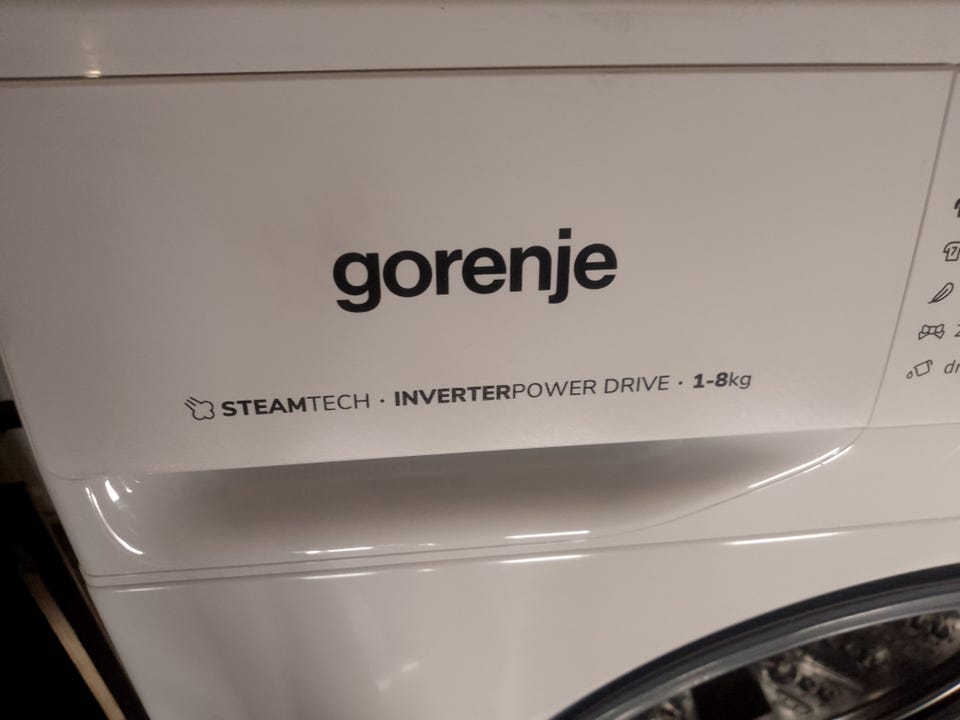 gorenje
STEAMTECH · INVERTERPOWER DRIVE · 1-8kg